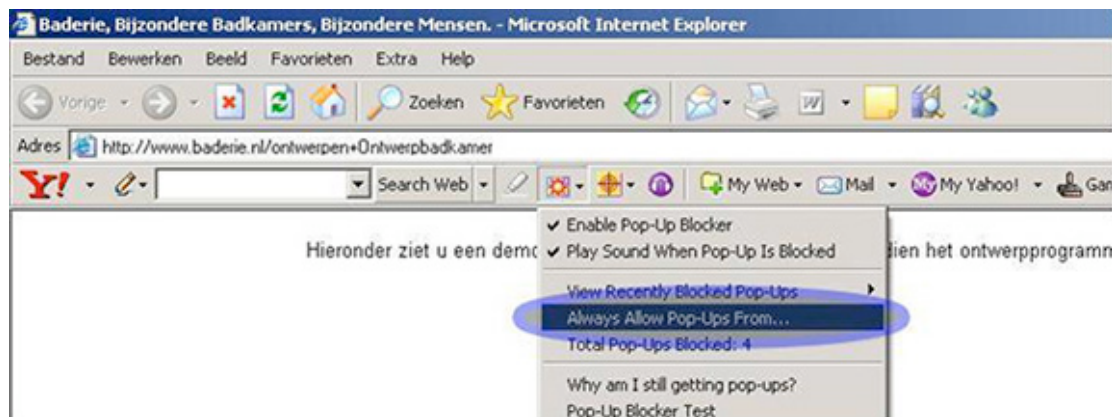 Baderie, Bijzondere Badkamers, Bijzondere Mensen. - Microsoft Internet Explorer
Bestand Bewerken Beeld Favorieten Extra Help
Vorige Zoeken Favorieten W
Adres http://www.baderie.nl/ontwerpen+Ontwerpbadkamer
Y! Search Web My Web Mail My Yahoo! Gam
Enable Pop-Up Blocker
Hieronder ziet u een demo Play Sound When Pop-Up Is Blocked dien het ontwerpprogramm
View Recently Blocked Pop-Ups
Always Allow Pop-Ups From...
Total Pop-Ups Blocked: 4
Why am I still getting pop-ups?
Pop-Up Blocker Test